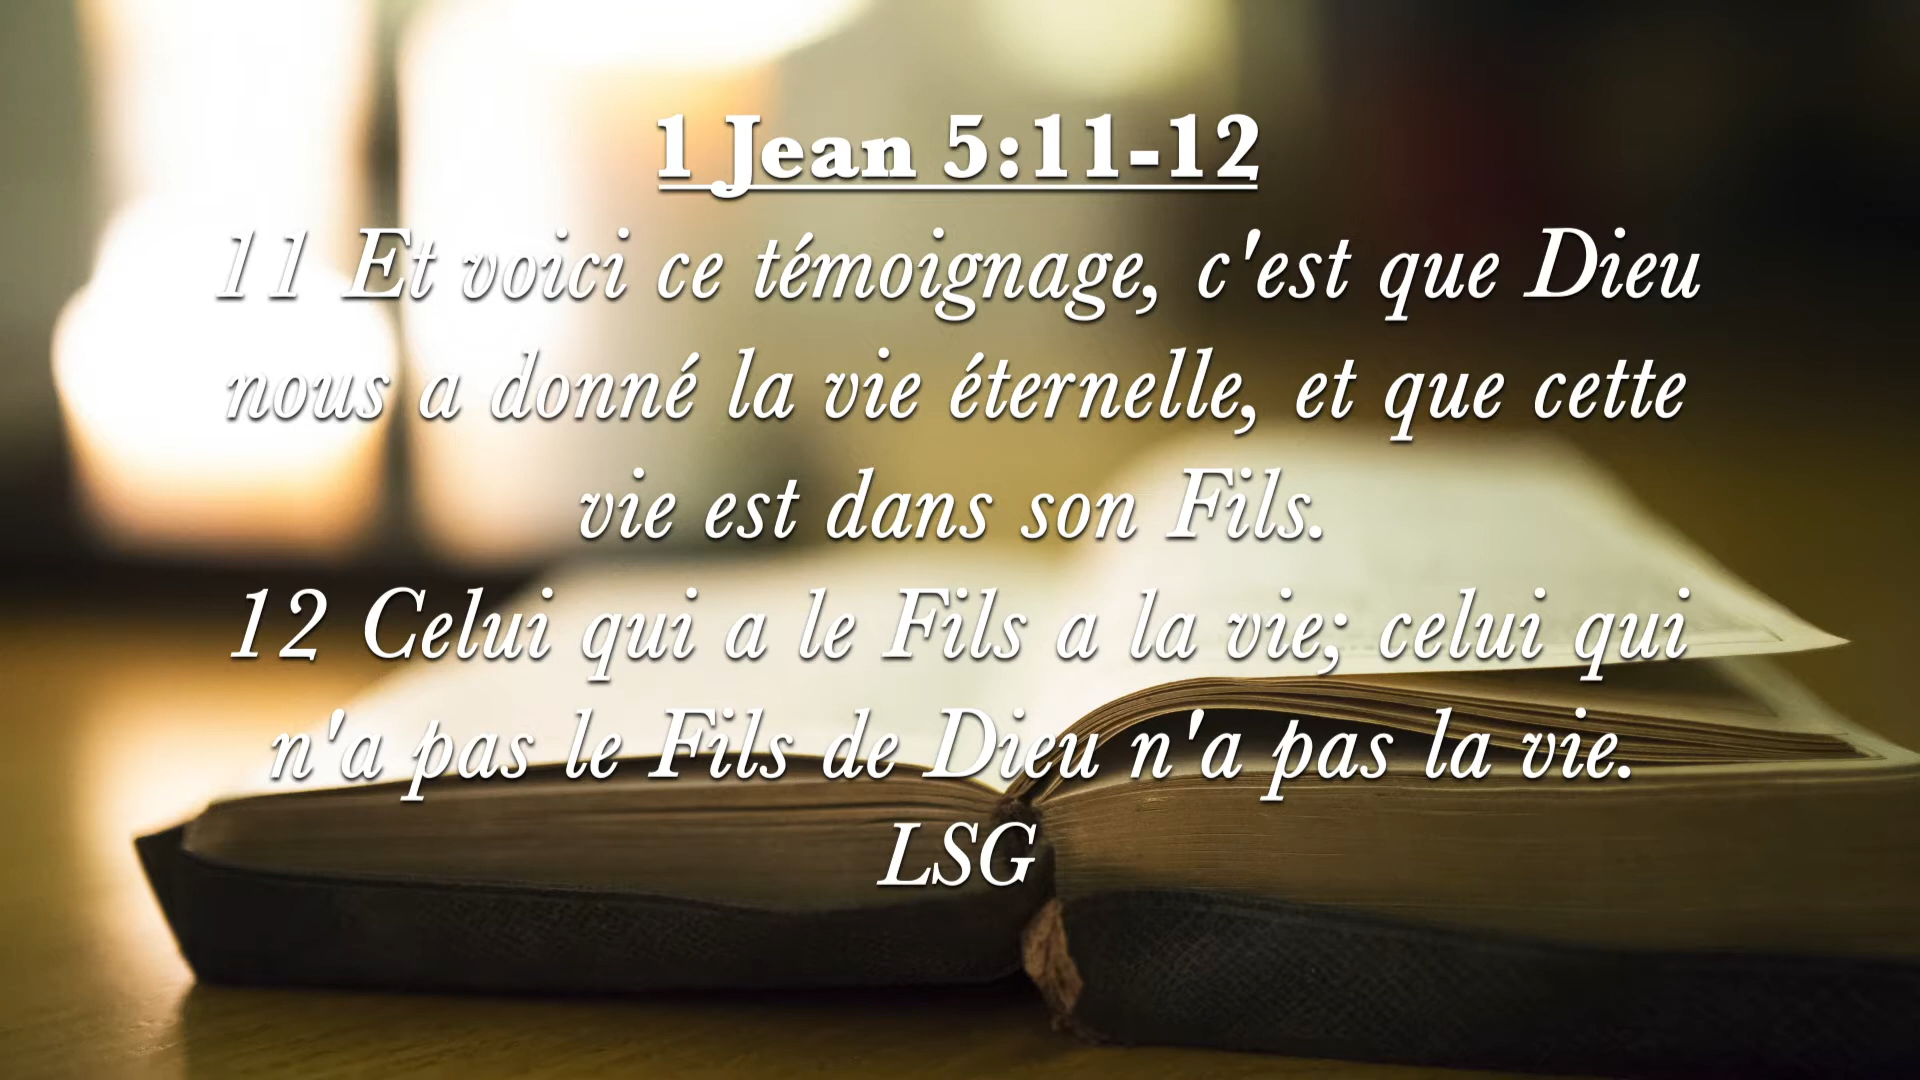 1 Jean 5:11-12
11 Et voici ce témoignage, c'est que Dieu
nous a donné la vie éternelle, et que cette
vie est dans son Fils.
12 Celui qui a le Fils a la vie; celui qui
n'a pas le Fils de Dieu n'a pas la vie.
LSG